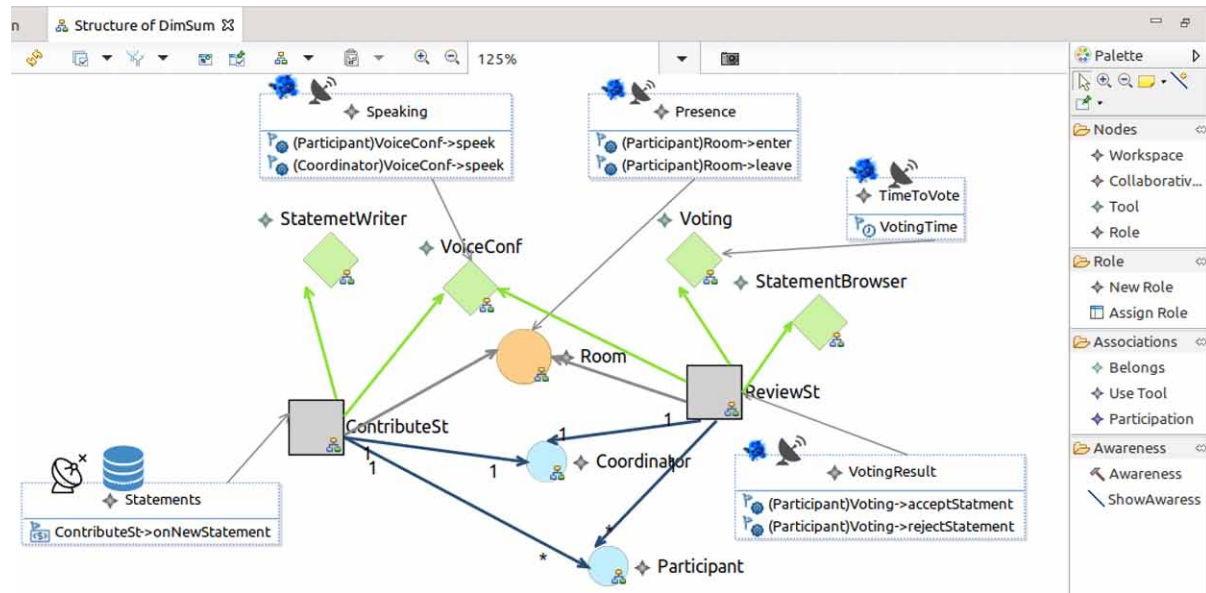 n
Structure of DimSum
125%
Palette
Nodes
Workspace
Collaborativ...
Tool
Role
Role
New Role
Assign Role
Associations
Belongs
Use Tool
Participation
Awareness
Awareness
ShowAwaress
Speaking
(Participant)VoiceConf->speek
(Coordinator)VoiceConf->speek
Presence
(Participant)Room->enter
(Participant)Room->leave
TimeToVote
VotingTime
StatemetWriter
VoiceConf
Voting
StatementBrowser
Room
ContributeSt
ReviewSt
1
1
1
1
1
1
Coordinator
Statements
ContributeSt->onNewStatement
VotingResult
(Participant)Voting->acceptStatment
(Participant)Voting->rejectStatement
*
*
Participant